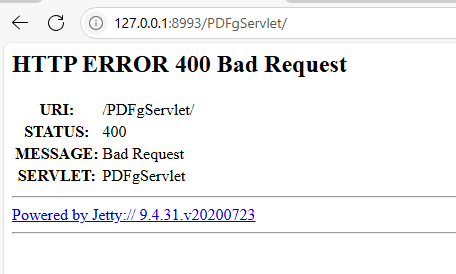 127.0.0.1:8993/PDFgServlet/
HTTP ERROR 400 Bad Request
URI: /PDFgServlet/
STATUS: 400
MESSAGE: Bad Request
SERVLET: PDFgServlet
Powered by Jetty:// 9.4.31.v20200723